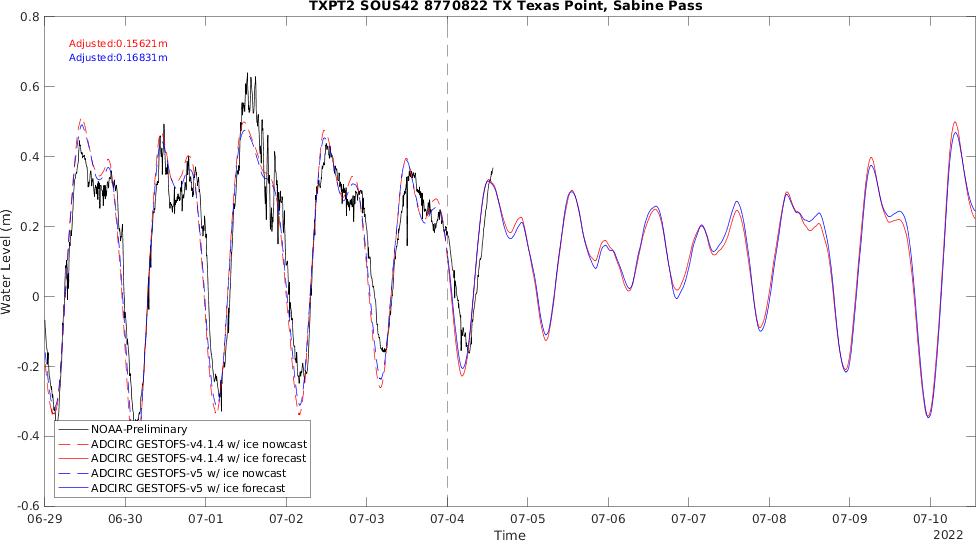 TXPT2 SOUS42 8770822 TX Texas Point, Sabine Pass
0.8
Adjusted:0.15621m
Adjusted:0.16831m
0.6
0.4
0.2
0
-0.2
-0.4
-0.6
Water Level (m)
NOAA-Preliminary
ADCIRC GESTOFS-v4.1.4 w/ ice nowcast
ADCIRC GESTOFS-v4.1.4 w/ ice forecast
ADCIRC GESTOFS-v5 w/ ice nowcast
ADCIRC GESTOFS-v5 w/ ice forecast
06-29 06-30 07-01 07-02 07-03 07-04 07-05 07-06 07-07 07-08 07-09 07-10
Time
2022